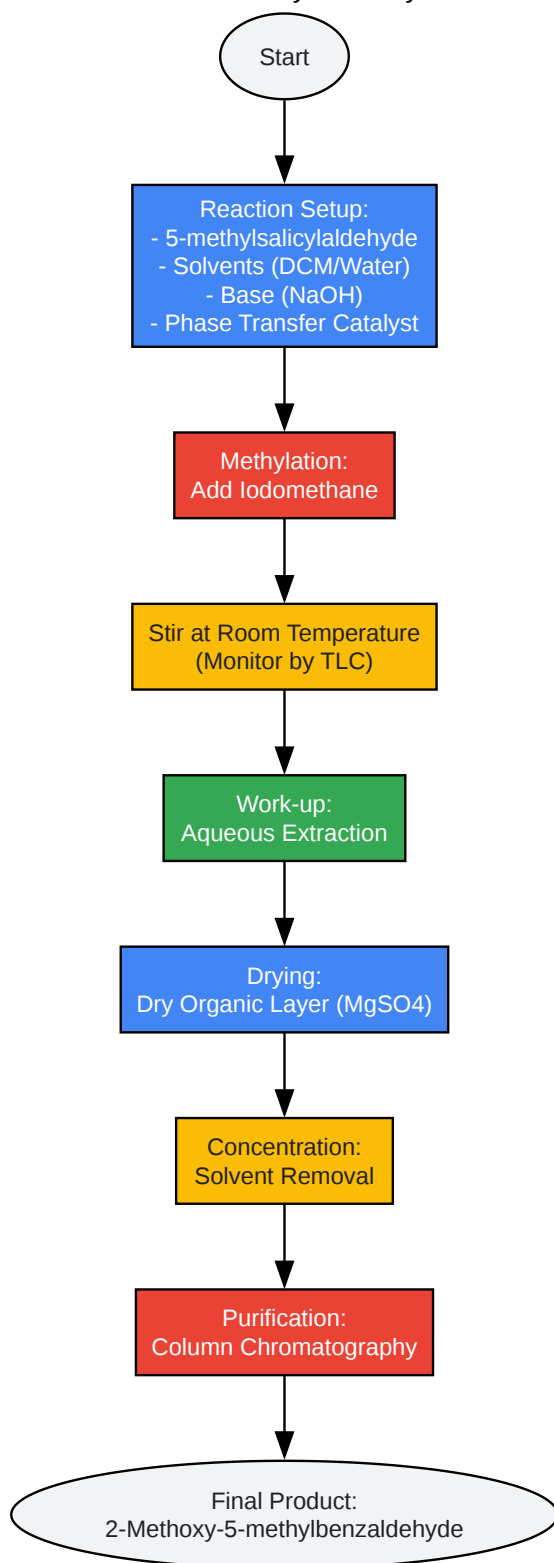 Start
Reaction Setup:
- 5-methylsalicylaldehyde
- Solvents (DCM/Water)
- Base (NaOH)
- Phase Transfer Catalyst
Methylation:
Add Iodomethane
Stir at Room Temperature
(Monitor by TLC)
Work-up:
Aqueous Extraction
Drying:
Dry Organic Layer (MgSO4)
Concentration:
Solvent Removal
Purification:
Column Chromatography
Final Product:
2-Methoxy-5-methylbenzaldehyde